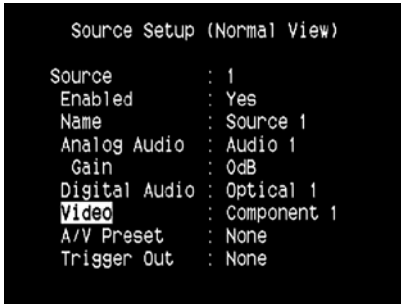 Source Setup (Normal View)
Source : 1
Enabled : Yes
Name : Source 1
Analog Audio : Audio 1
Gain : 0dB
Digital Audio : Optical 1
Video : Component 1
A/V Preset : None
Trigger Out : None